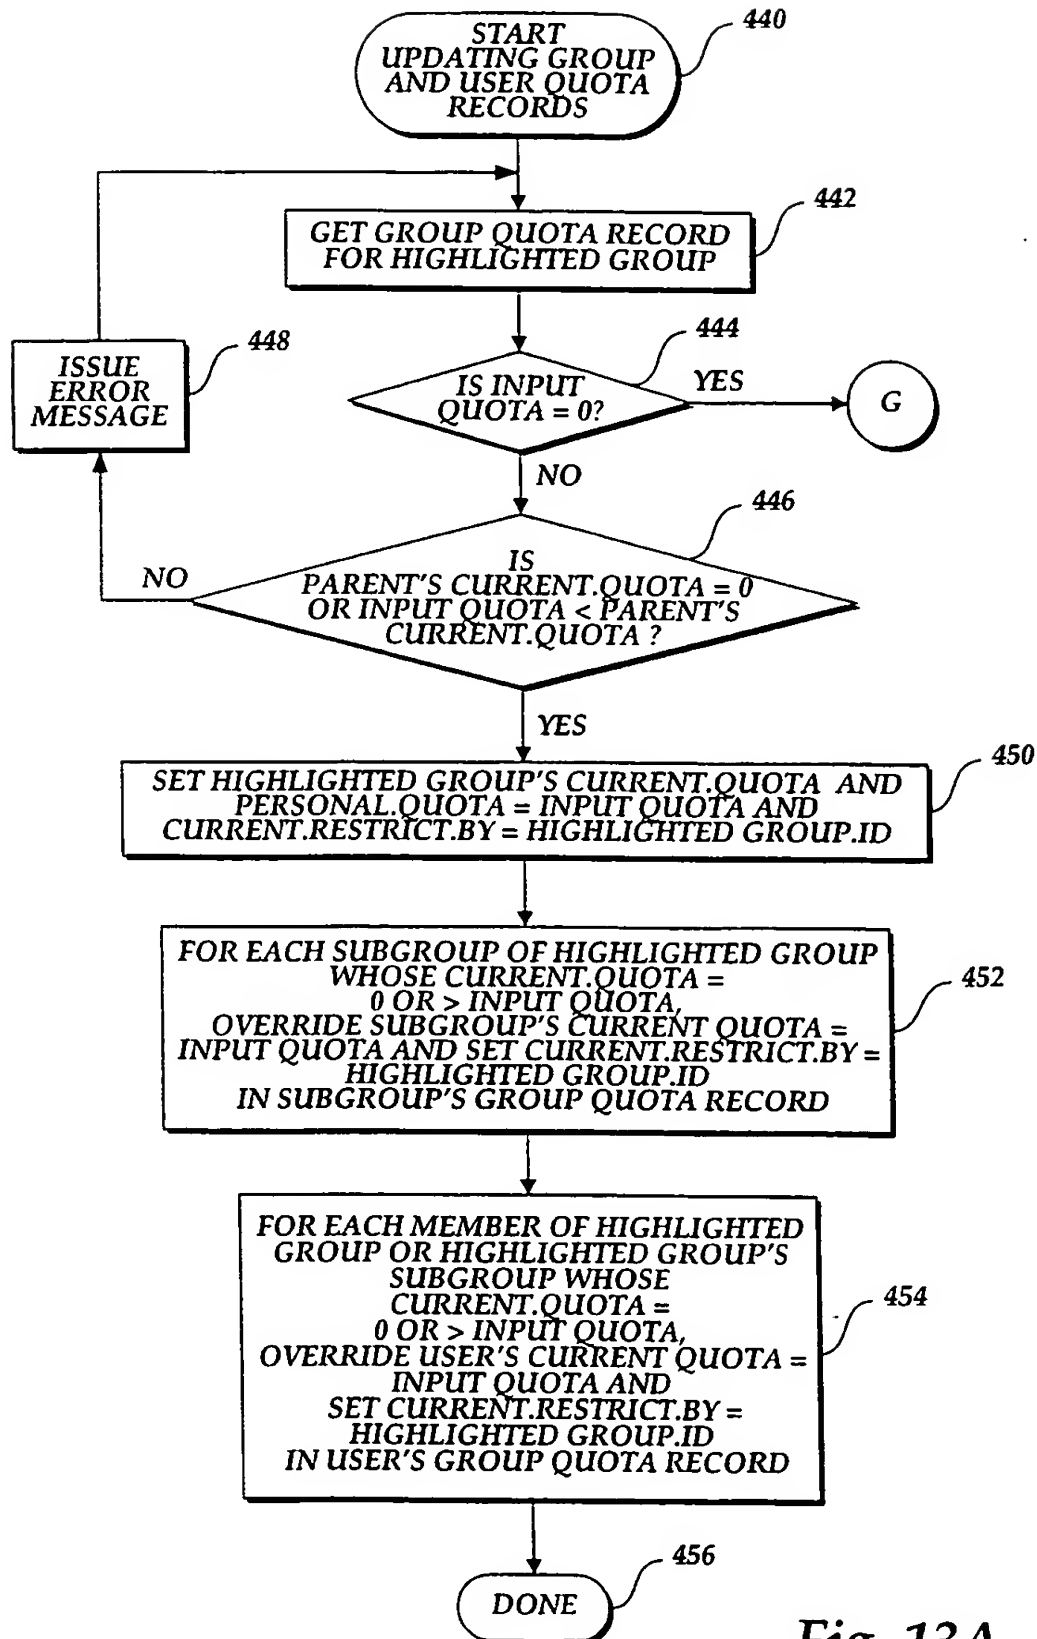 START
UPDATING GROUP
AND USER QUOTA
RECORDS
440
GET GROUP QUOTA RECORD
FOR HIGHLIGHTED GROUP
442
ISSUE
ERROR
MESSAGE
448
IS INPUT
QUOTA = 0?
444
YES
G
NO
446
IS
PARENT'S CURRENT.QUOTA = 0
OR INPUT QUOTA < PARENT'S
CURRENT.QUOTA ?
NO
YES
450
SET HIGHLIGHTED GROUP'S CURRENT.QUOTA AND
PERSONAL.QUOTA = INPUT QUOTA AND
CURRENT.RESTRICT.BY = HIGHLIGHTED GROUP.ID
FOR EACH SUBGROUP OF HIGHLIGHTED GROUP
WHOSE CURRENT.QUOTA =
0 OR > INPUT QUOTA,
OVERRIDE SUBGROUP'S CURRENT QUOTA =
INPUT QUOTA AND SET CURRENT.RESTRICT.BY =
HIGHLIGHTED GROUP.ID
IN SUBGROUP'S GROUP QUOTA RECORD
452
FOR EACH MEMBER OF HIGHLIGHTED
GROUP OR HIGHLIGHTED GROUP'S
SUBGROUP WHOSE
CURRENT.QUOTA =
0 OR > INPUT QUOTA,
OVERRIDE USER'S CURRENT QUOTA =
INPUT QUOTA AND
SET CURRENT.RESTRICT.BY =
HIGHLIGHTED GROUP.ID
IN USER'S GROUP QUOTA RECORD
454
DONE
456
Fig. 13A